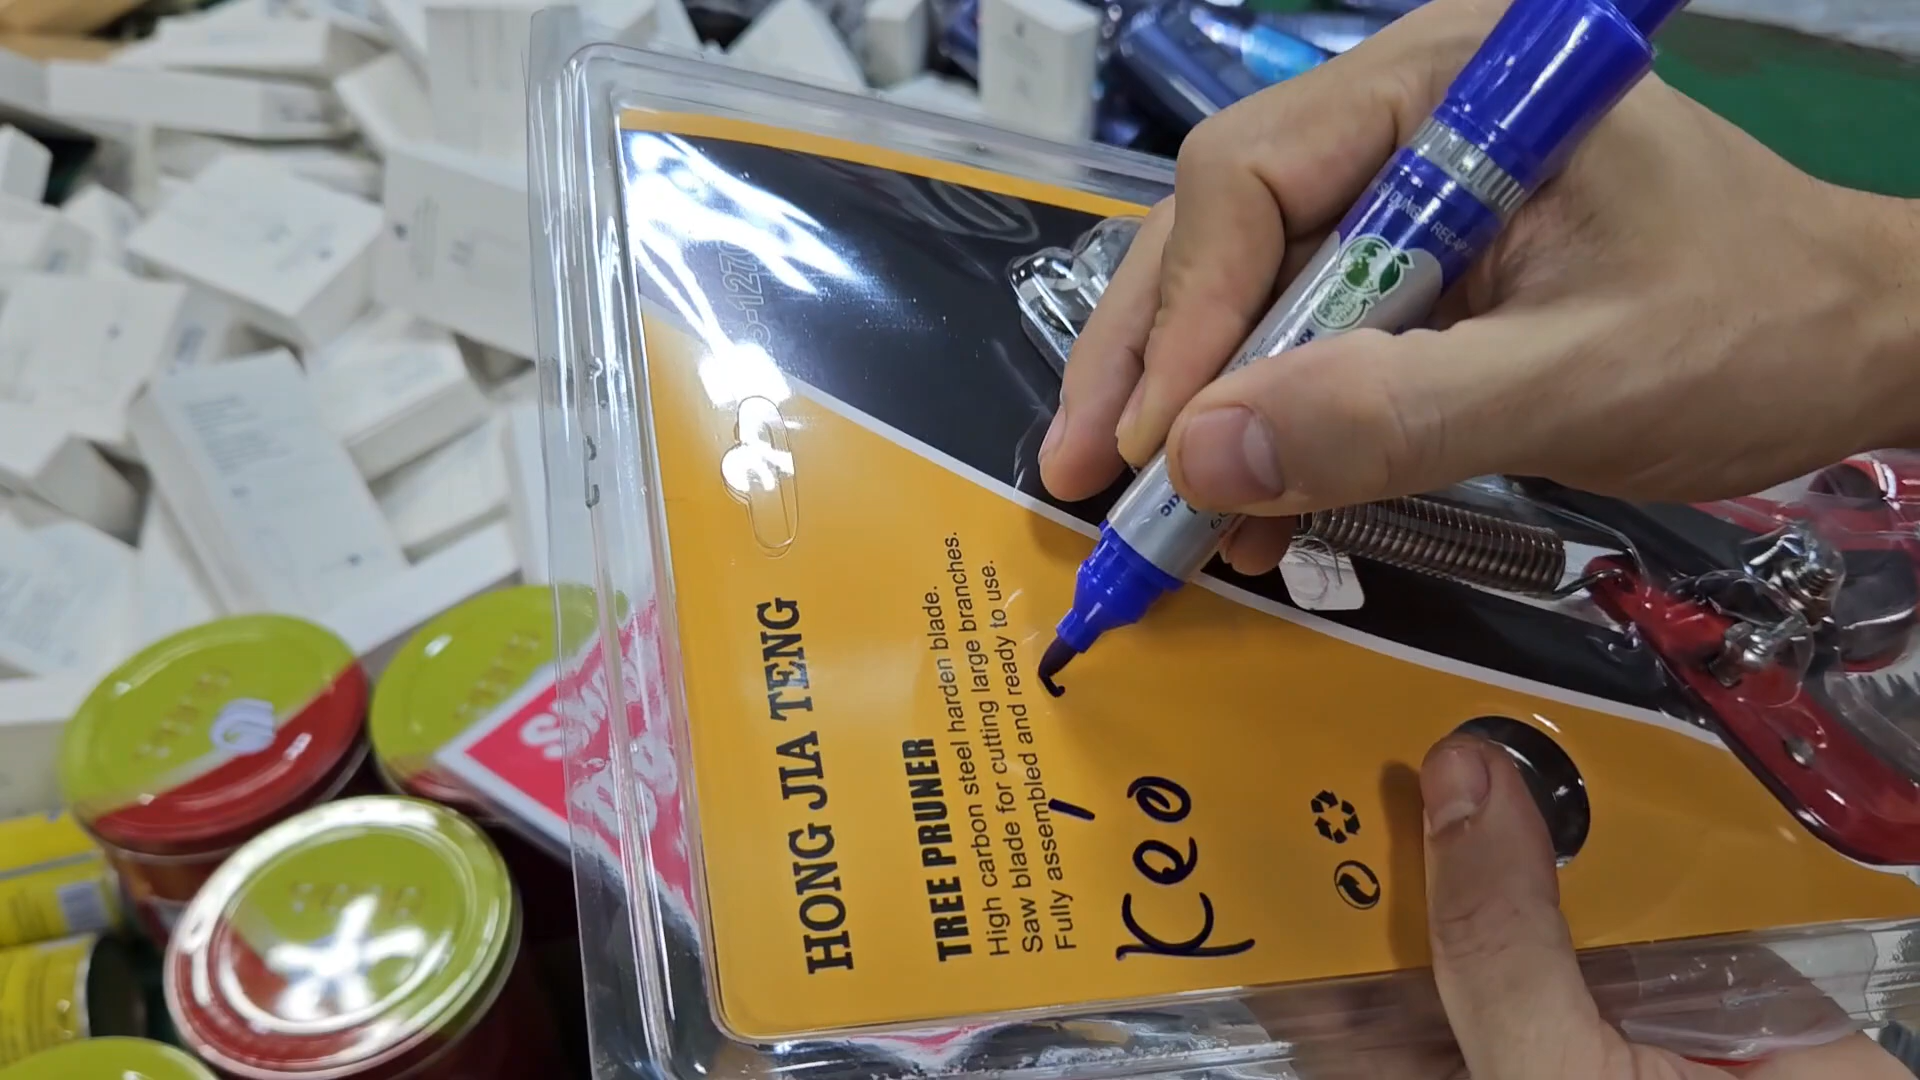 HONG JIA TENG
TREE PRUNER
High carbon steel harden blade.
Saw blade for cutting large branches.
Fully assembled and ready to use.
Kéo